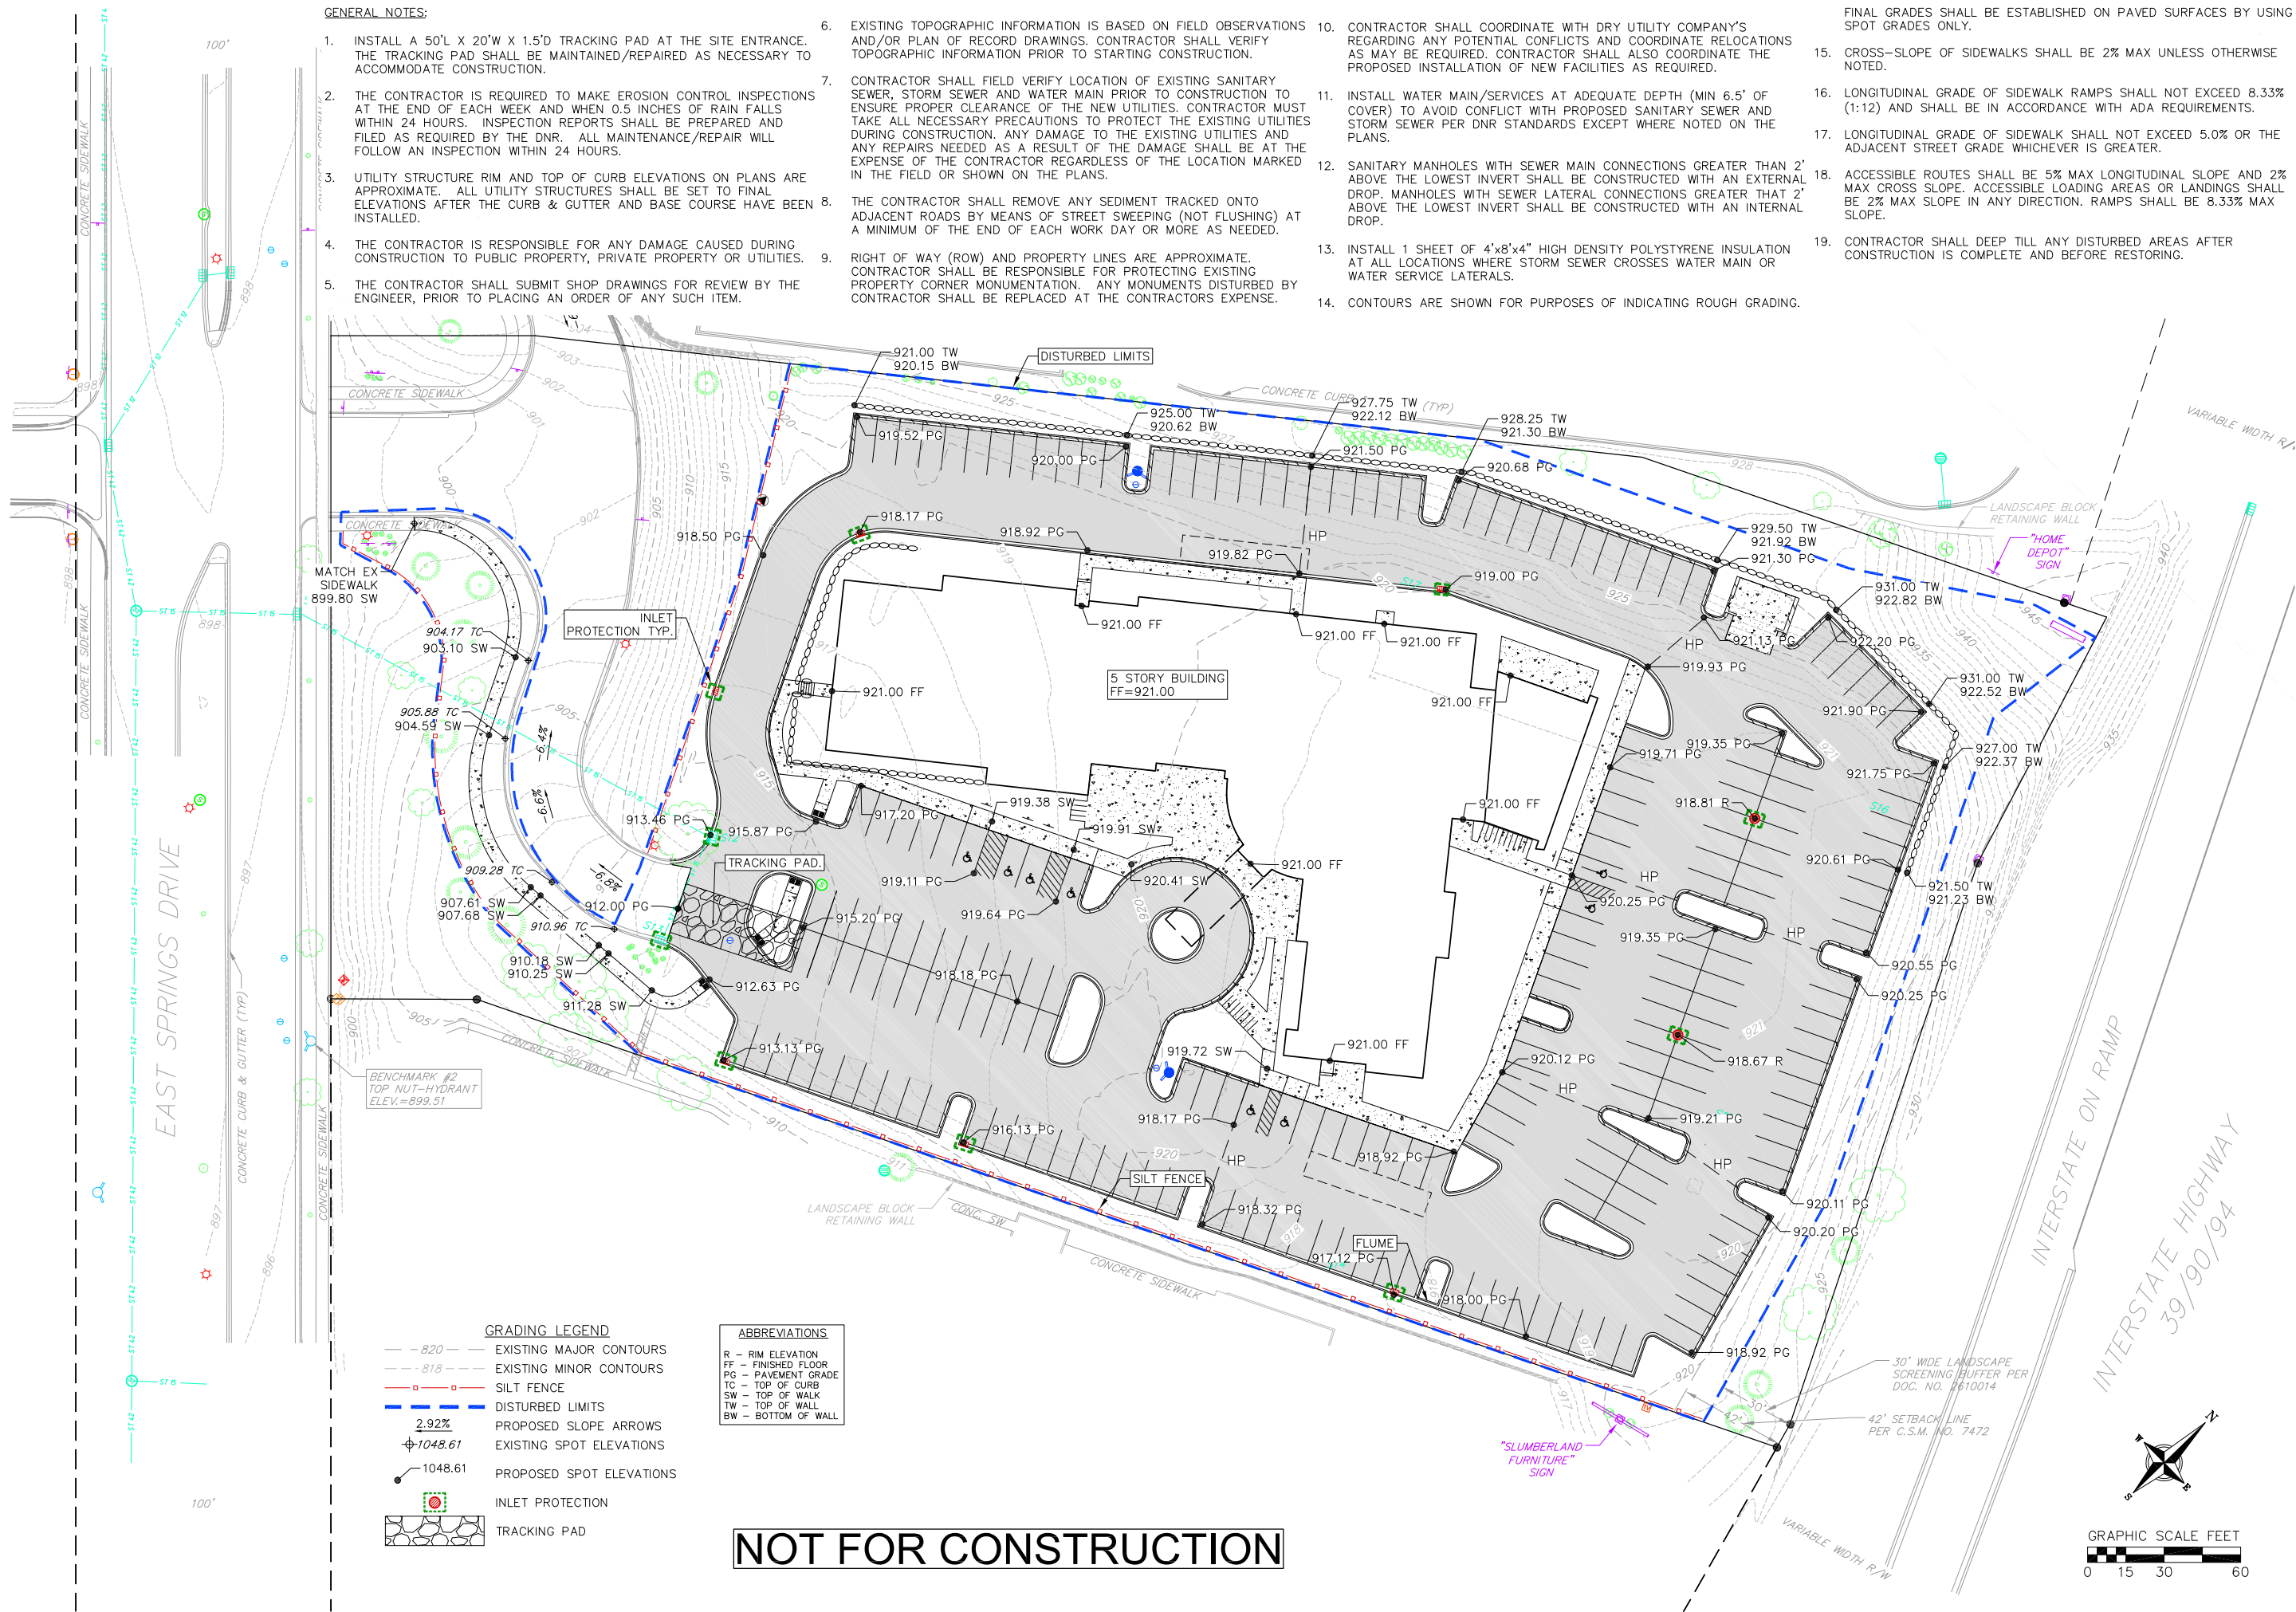 GENERAL NOTES:
1. INSTALL A 50'L X 20'W X 1.5'D TRACKING PAD AT THE SITE ENTRANCE.
THE TRACKING PAD SHALL BE MAINTAINED/REPAIRED AS NECESSARY TO
ACCOMMODATE CONSTRUCTION.
2. THE CONTRACTOR IS REQUIRED TO MAKE EROSION CONTROL INSPECTIONS
AT THE END OF EACH WEEK AND WHEN 0.5 INCHES OF RAIN FALLS
WITHIN 24 HOURS. INSPECTION REPORTS SHALL BE PREPARED AND
FILED AS REQUIRED BY THE DNR. ALL MAINTENANCE/REPAIR WILL
FOLLOW AN INSPECTION WITHIN 24 HOURS.
3. UTILITY STRUCTURE RIM AND TOP OF CURB ELEVATIONS ON PLANS ARE
APPROXIMATE. ALL UTILITY STRUCTURES SHALL BE SET TO FINAL
ELEVATIONS AFTER THE CURB & GUTTER AND BASE COURSE HAVE BEEN
INSTALLED.
4. THE CONTRACTOR IS RESPONSIBLE FOR ANY DAMAGE CAUSED DURING
CONSTRUCTION TO PUBLIC PROPERTY, PRIVATE PROPERTY OR UTILITIES.
5. THE CONTRACTOR SHALL SUBMIT SHOP DRAWINGS FOR REVIEW BY THE
ENGINEER, PRIOR TO PLACING AN ORDER OF ANY SUCH ITEM.
6. EXISTING TOPOGRAPHIC INFORMATION IS BASED ON FIELD OBSERVATIONS
AND/OR PLAN OF RECORD DRAWINGS. CONTRACTOR SHALL VERIFY
TOPOGRAPHIC INFORMATION PRIOR TO STARTING CONSTRUCTION.
7. CONTRACTOR SHALL FIELD VERIFY LOCATION OF EXISTING SANITARY
SEWER, STORM SEWER AND WATER MAIN PRIOR TO CONSTRUCTION TO
ENSURE PROPER CLEARANCE OF THE NEW UTILITIES. CONTRACTOR MUST
TAKE ALL NECESSARY PRECAUTIONS TO PROTECT THE EXISTING UTILITIES
DURING CONSTRUCTION. ANY DAMAGE TO THE EXISTING UTILITIES AND
ANY REPAIRS NEEDED AS A RESULT OF THE DAMAGE SHALL BE AT THE
EXPENSE OF THE CONTRACTOR REGARDLESS OF THE LOCATION MARKED
IN THE FIELD OR SHOWN ON THE PLANS.
8. THE CONTRACTOR SHALL REMOVE ANY SEDIMENT TRACKED ONTO
ADJACENT ROADS BY MEANS OF STREET SWEEPING (NOT FLUSHING) AT
A MINIMUM OF THE END OF EACH WORK DAY OR MORE AS NEEDED.
9. RIGHT OF WAY (ROW) AND PROPERTY LINES ARE APPROXIMATE.
CONTRACTOR SHALL BE RESPONSIBLE FOR PROTECTING EXISTING
PROPERTY CORNER MONUMENTATION. ANY MONUMENTS DISTURBED BY
CONTRACTOR SHALL BE REPLACED AT THE CONTRACTORS EXPENSE.
10. CONTRACTOR SHALL COORDINATE WITH DRY UTILITY COMPANY'S
REGARDING ANY POTENTIAL CONFLICTS AND COORDINATE RELOCATIONS
AS MAY BE REQUIRED. CONTRACTOR SHALL ALSO COORDINATE THE
PROPOSED INSTALLATION OF NEW FACILITIES AS REQUIRED.
11. INSTALL WATER MAIN/SERVICES AT ADEQUATE DEPTH (MIN 6.5' OF
COVER) TO AVOID CONFLICT WITH PROPOSED SANITARY SEWER AND
STORM SEWER PER DNR STANDARDS EXCEPT WHERE NOTED ON THE
PLANS.
12. SANITARY MANHOLES WITH SEWER MAIN CONNECTIONS GREATER THAN 2'
ABOVE THE LOWEST INVERT SHALL BE CONSTRUCTED WITH AN EXTERNAL
DROP. MANHOLES WITH SEWER LATERAL CONNECTIONS GREATER THAT 2'
ABOVE THE LOWEST INVERT SHALL BE CONSTRUCTED WITH AN INTERNAL
DROP.
13. INSTALL 1 SHEET OF 4'x8'x4" HIGH DENSITY POLYSTYRENE INSULATION
AT ALL LOCATIONS WHERE STORM SEWER CROSSES WATER MAIN OR
WATER SERVICE LATERALS.
14. CONTOURS ARE SHOWN FOR PURPOSES OF INDICATING ROUGH GRADING.
FINAL GRADES SHALL BE ESTABLISHED ON PAVED SURFACES BY USING
SPOT GRADES ONLY.
15. CROSS-SLOPE OF SIDEWALKS SHALL BE 2% MAX UNLESS OTHERWISE
NOTED.
16. LONGITUDINAL GRADE OF SIDEWALK RAMPS SHALL NOT EXCEED 8.33%
(1:12) AND SHALL BE IN ACCORDANCE WITH ADA REQUIREMENTS.
17. LONGITUDINAL GRADE OF SIDEWALK SHALL NOT EXCEED 5.0% OR THE
ADJACENT STREET GRADE WHICHEVER IS GREATER.
18. ACCESSIBLE ROUTES SHALL BE 5% MAX LONGITUDINAL SLOPE AND 2%
MAX CROSS SLOPE. ACCESSIBLE LOADING AREAS OR LANDINGS SHALL
BE 2% MAX SLOPE IN ANY DIRECTION. RAMPS SHALL BE 8.33% MAX
SLOPE.
19. CONTRACTOR SHALL DEEP TILL ANY DISTURBED AREAS AFTER
CONSTRUCTION IS COMPLETE AND BEFORE RESTORING.
100'
CONCRETE SIDEWALK
CONCRETE SIDEWALK
CONCRETE SIDEWALK
CONCRETE SIDEWALK
EAST SPRINGS DRIVE
CONCRETE CURB & GUTTER (TYP)
CONCRETE SIDEWALK
921.00 TW
920.15 BW
DISTURBED LIMITS
CONCRETE CURB (TYP)
925.00 TW
920.62 BW
927.75 TW
922.12 BW
928.25 TW
921.30 BW
VARIABLE WIDTH R/W
919.52 PG
920.00 PG
921.50 PG
920.68 PG
918.17 PG
918.50 PG
918.92 PG
919.82 PG
HP
919.00 PG
LANDSCAPE BLOCK
RETAINING WALL
929.50 TW
921.92 BW
921.30 PG
"HOME
DEPOT"
SIGN
931.00 TW
922.82 BW
MATCH EX
SIDEWALK
899.80 SW
INLET
PROTECTION TYP.
904.17 TC
903.10 SW
921.00 FF
921.00 FF
921.00 FF
921.13 PG
922.20 PG
HP
919.93 PG
5 STORY BUILDING
FF=921.00
921.00 FF
921.00 FF
931.00 TW
922.52 BW
921.90 PG
905.88 TC
904.59 SW
6.4%
919.35 PG
919.71 PG
927.00 TW
922.37 BW
921.75 PG
6.6%
918.81 R
S16
913.46 PG
915.87 PG
917.20 PG
919.38 SW
919.91 SW
921.00 FF
TRACKING PAD.
909.28 TC
6.8%
919.11 PG
920.41 SW
921.00 FF
920.61 PG
HP
921.50 TW
921.23 BW
907.61 SW
907.68 SW
912.00 PG
919.64 PG
915.20 PG
920.25 PG
919.35 PG
HP
910.96 TC
910.18 SW
910.25 SW
918.18 PG
920.55 PG
912.63 PG
920.25 PG
911.28 SW
913.13 PG
919.72 SW
921.00 FF
920.12 PG
918.67 R
BENCHMARK #2
TOP NUT-HYDRANT
ELEV.=899.51
CONCRETE SIDEWALK
HP
918.17 PG
919.21 PG
916.13 PG
HP
918.92 PG
HP
SILT FENCE
LANDSCAPE BLOCK
RETAINING WALL
CONC. SW
918.32 PG
920.11 PG
920.20 PG
FLUME
917.12 PG
CONCRETE SIDEWALK
918.00 PG
918.92 PG
INTERSTATE ON RAMP
INTERSTATE HIGHWAY
39/90/94
30' WIDE LANDSCAPE
SCREENING BUFFER PER
DOC. NO. 2610014
30'
42'
42' SETBACK LINE
PER C.S.M. NO. 7472
"SLUMBERLAND
FURNITURE"
SIGN
VARIABLE WIDTH R/W
100'
GRADING LEGEND
820 EXISTING MAJOR CONTOURS
818 EXISTING MINOR CONTOURS
SILT FENCE
DISTURBED LIMITS
2.92% PROPOSED SLOPE ARROWS
1048.61 EXISTING SPOT ELEVATIONS
1048.61 PROPOSED SPOT ELEVATIONS
INLET PROTECTION
TRACKING PAD
ABBREVIATIONS
R - RIM ELEVATION
FF - FINISHED FLOOR
PG - PAVEMENT GRADE
TC - TOP OF CURB
SW - TOP OF WALK
TW - TOP OF WALL
BW - BOTTOM OF WALL
NOT FOR CONSTRUCTION
N
W
E
S
GRAPHIC SCALE FEET
0 15 30 60